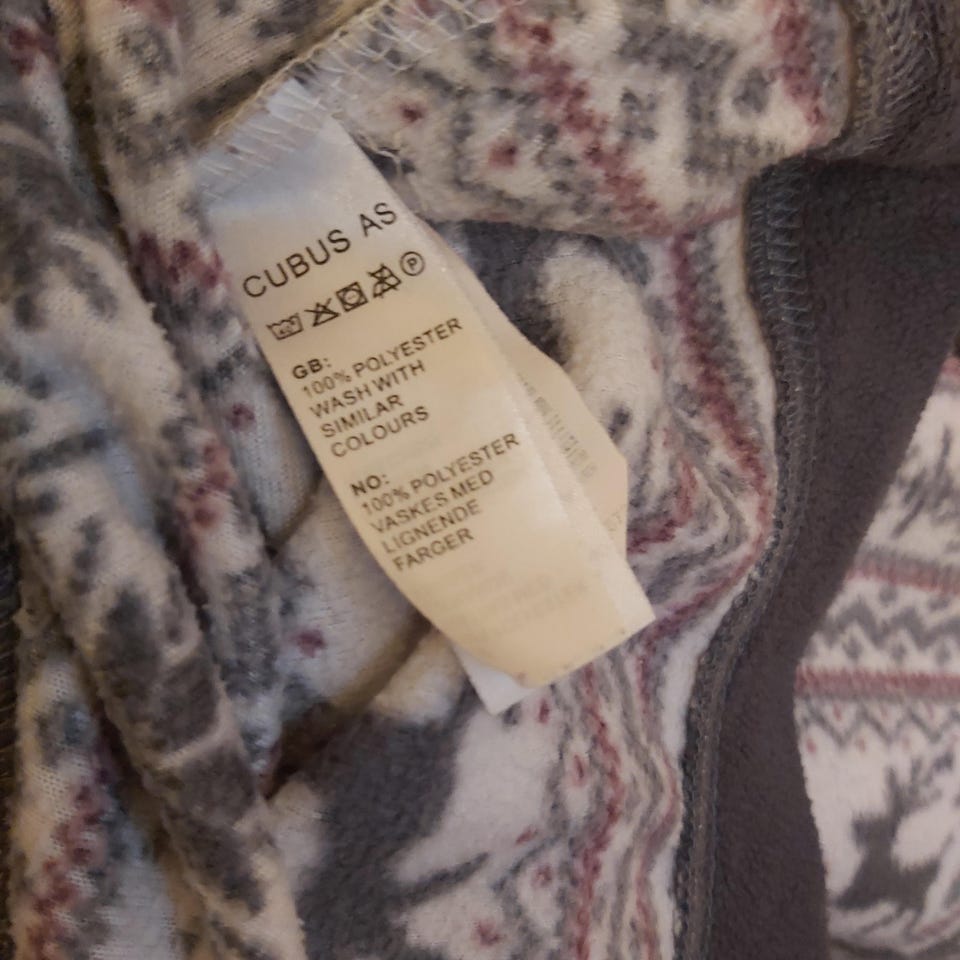 CUBUS AS
P
GB:
100% POLYESTER
WASH WITH
SIMILAR
COLOURS
NO:
100% POLYESTER
VASKES MED
LIGNENDE
FARGER